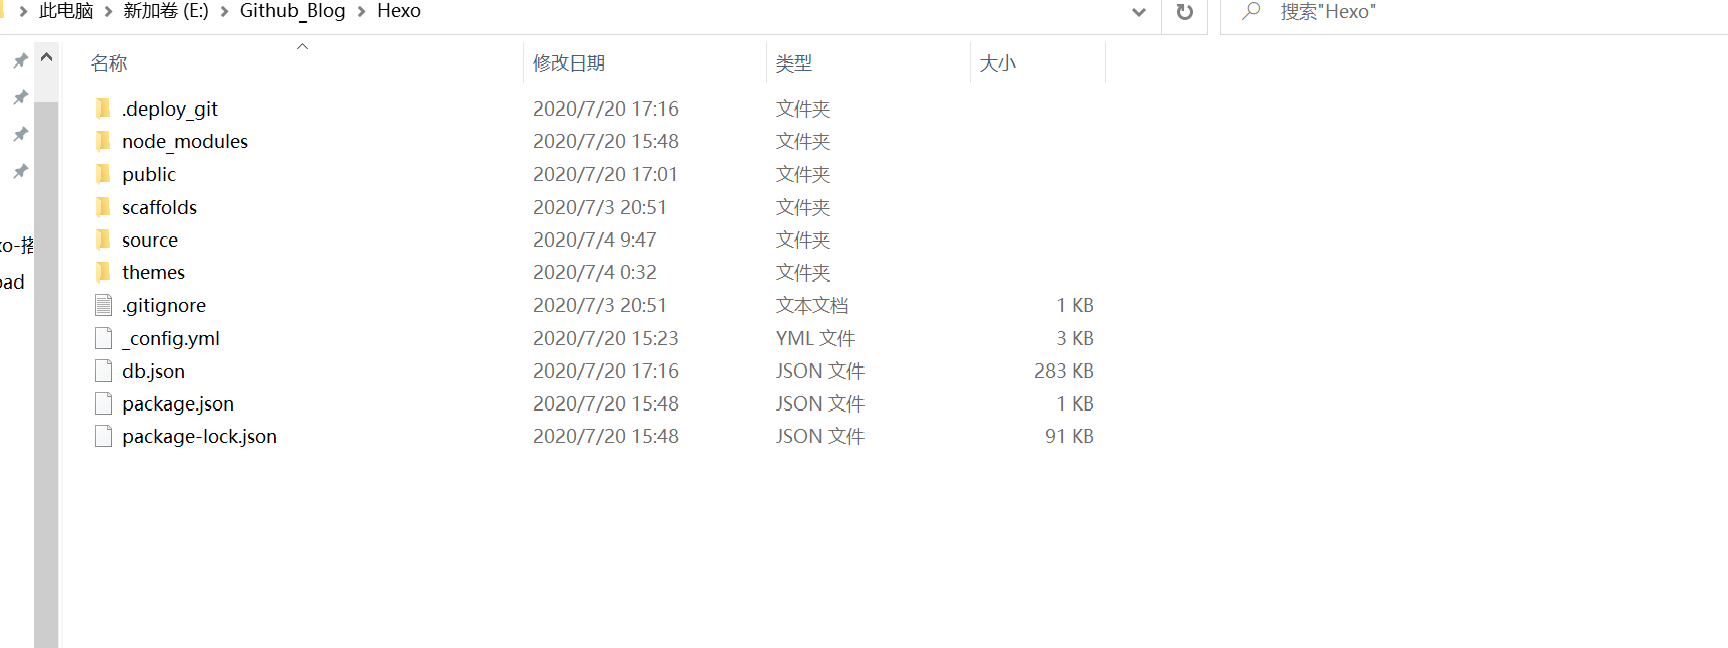 此电脑 > 新加卷 (E:) > Github_Blog > Hexo 搜索"Hexo"
名称 修改日期 类型 大小
.deploy_git 2020/7/20 17:16 文件夹
node_modules 2020/7/20 15:48 文件夹
public 2020/7/20 17:01 文件夹
scaffolds 2020/7/3 20:51 文件夹
source 2020/7/4 9:47 文件夹
xo-搭
themes 2020/7/4 0:32 文件夹
oad
.gitignore 2020/7/3 20:51 文本文档 1 KB
_config.yml 2020/7/20 15:23 YML 文件 3 KB
db.json 2020/7/20 17:16 JSON 文件 283 KB
package.json 2020/7/20 15:48 JSON 文件 1 KB
package-lock.json 2020/7/20 15:48 JSON 文件 91 KB